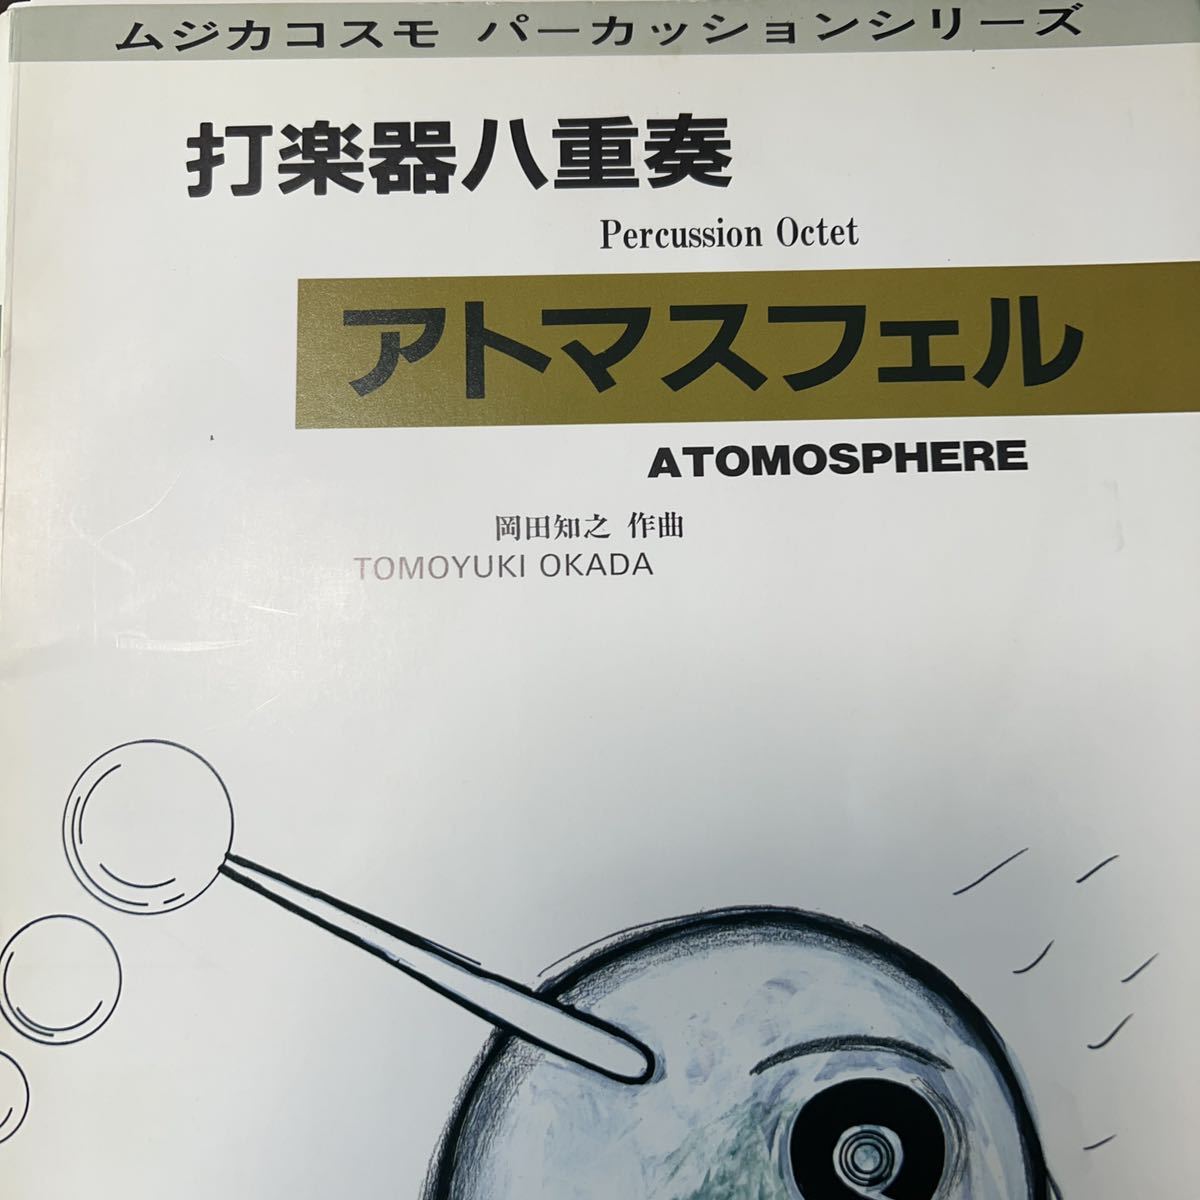 ムジカコスモ パーカッションシリーズ
打楽器八重奏
Percussion Octet
アトマスフェル
ATOMOSPHERE
岡田知之 作曲
TOMOYUKI OKADA